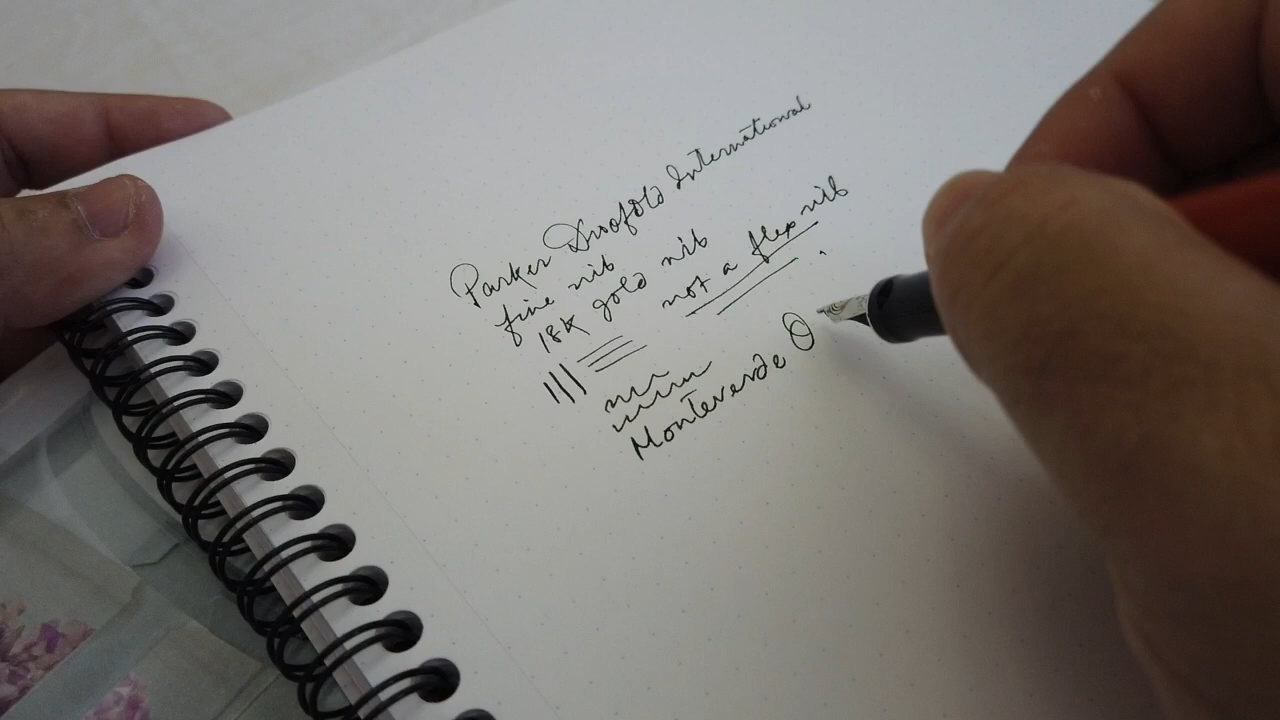 Parker Duofold International
fine nib
18K gold nib
not a flex nib.
Monteverde O